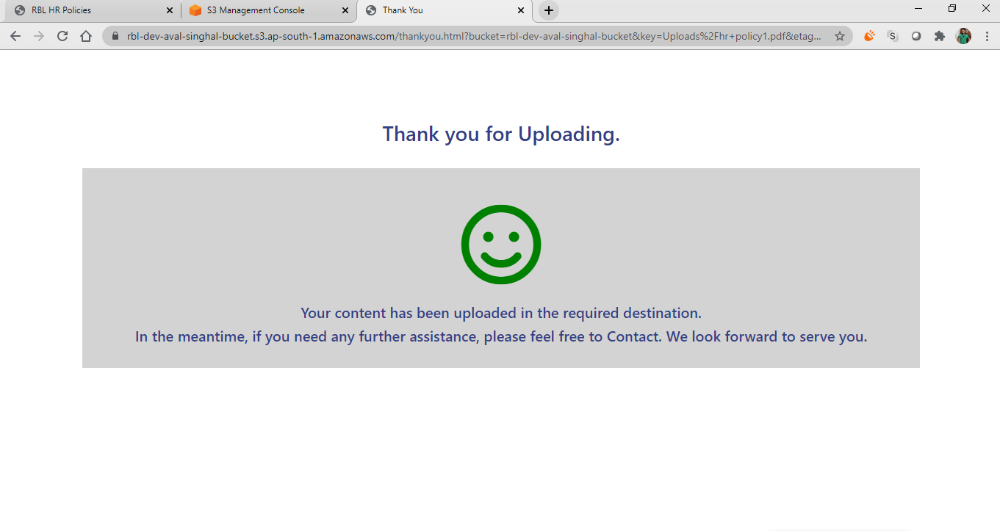 RBL HR Policies
S3 Management Console
Thank You
rbl-dev-aval-singhal-bucket.s3.ap-south-1.amazonaws.com/thankyou.html?bucket=rbl-dev-aval-singhal-bucket&key=Uploads%2Fhr+policy1.pdf&etag...
S
Thank you for Uploading.
Your content has been uploaded in the required destination.
In the meantime, if you need any further assistance, please feel free to Contact. We look forward to serve you.